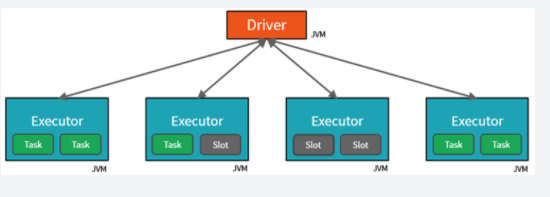 Driver
JVM
Executor Executor Executor Executor
Task Task Task Slot Slot Slot Task Task
JVM JVM JVM JVM